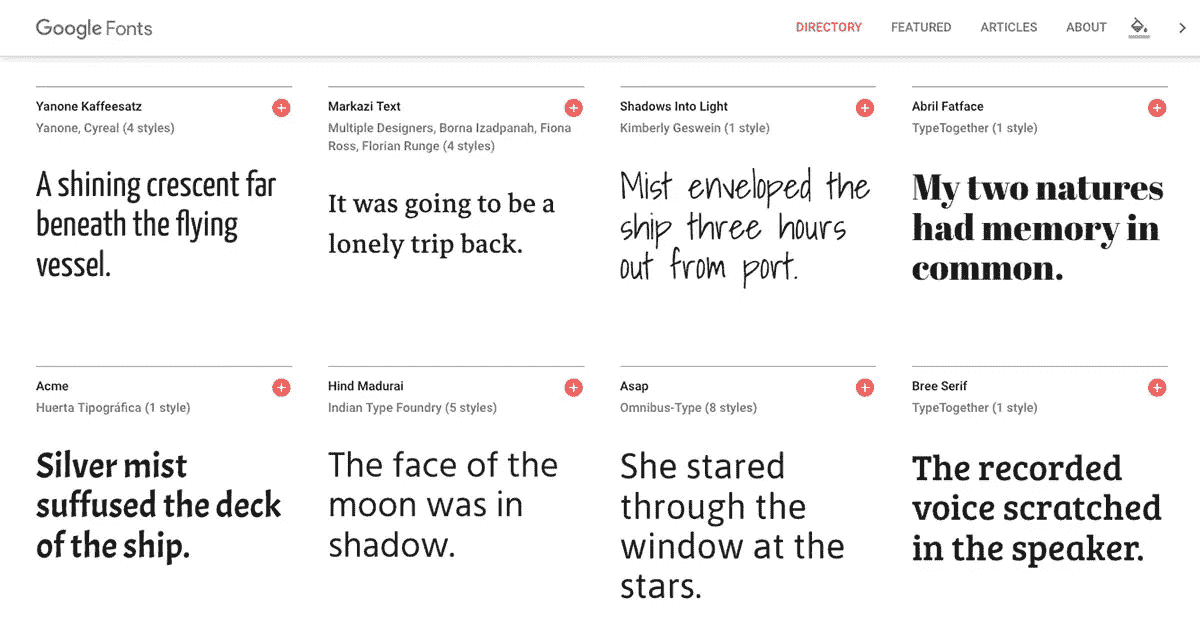 Google Fonts
DIRECTORY FEATURED ARTICLES ABOUT
Yanone Kaffeesatz
Yanone, Cyreal (4 styles)
A shining crescent far
beneath the flying
vessel.
Markazi Text
Multiple Designers, Borna Izadpanah, Fiona
Ross, Florian Runge (4 styles)
It was going to be a
lonely trip back.
Shadows Into Light
Kimberly Geswein (1 style)
Mist enveloped the
ship three hours
out from port.
Abril Fatface
TypeTogether (1 style)
My two natures
had memory in
common.
Acme
Huerta Tipográfica (1 style)
Silver mist
suffused the deck
of the ship.
Hind Madurai
Indian Type Foundry (5 styles)
The face of the
moon was in
shadow.
Asap
Omnibus-Type (8 styles)
She stared
through the
window at the
stars.
Bree Serif
TypeTogether (1 style)
The recorded
voice scratched
in the speaker.